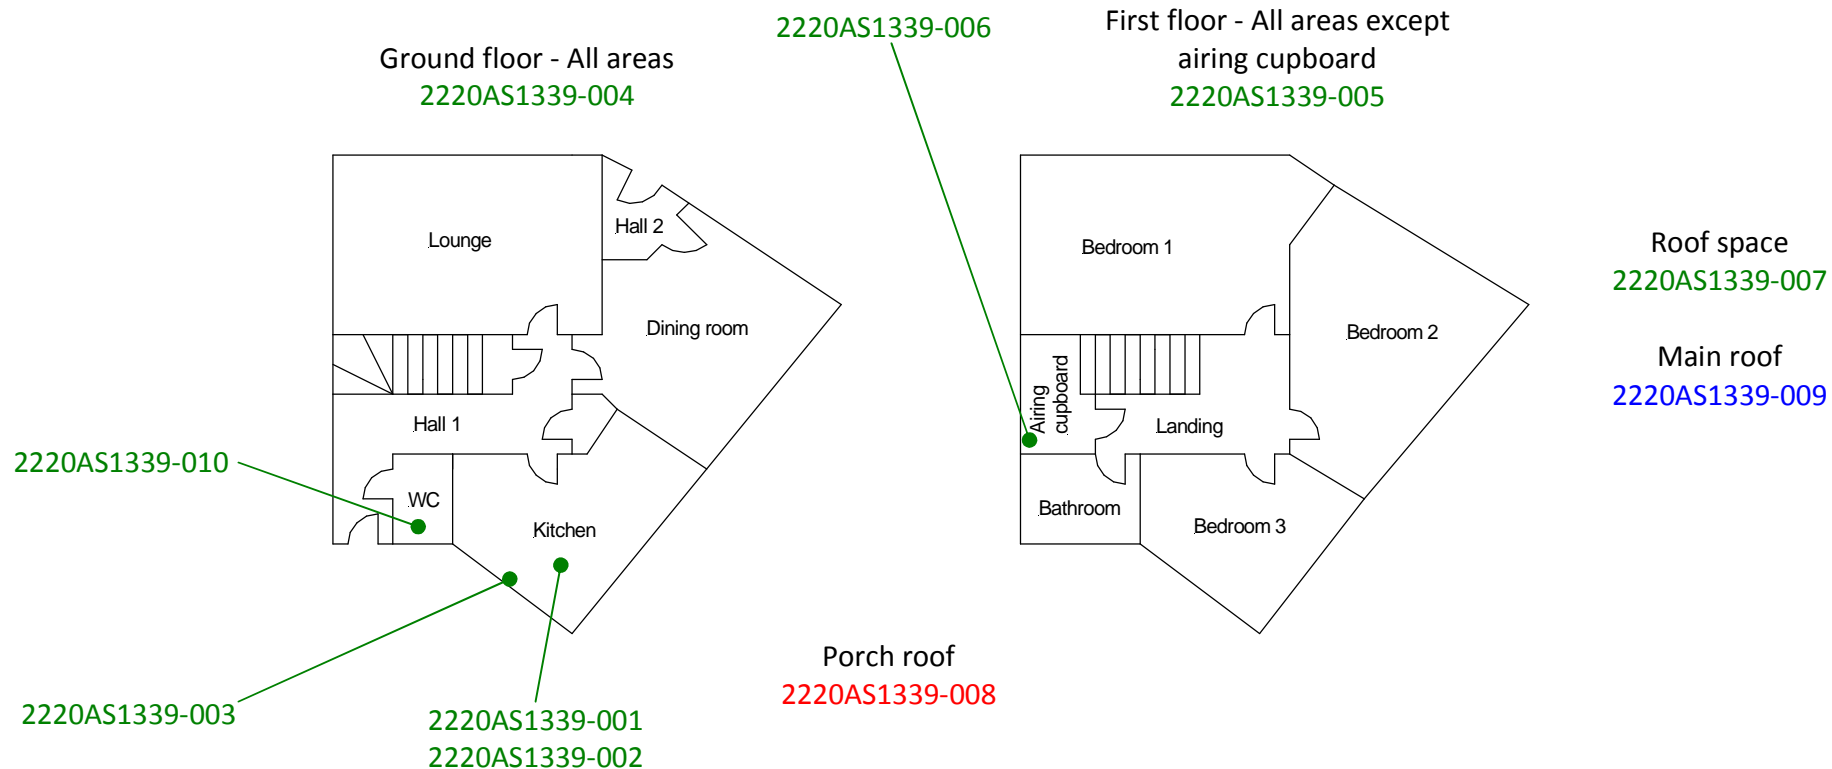 2220AS1339-006
First floor - All areas except
airing cupboard
2220AS1339-005
Ground floor - All areas
2220AS1339-004
Lounge
Hall 2
Dining room
Hall 1
WC
Kitchen
2220AS1339-010
2220AS1339-003
2220AS1339-001
2220AS1339-002
Bedroom 1
Bedroom 2
Airing
cupboard
Landing
Bathroom
Bedroom 3
Roof space
2220AS1339-007
Main roof
2220AS1339-009
Porch roof
2220AS1339-008